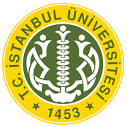 T.C. İSTANBUL ÜNİVERSİTESİ
1453